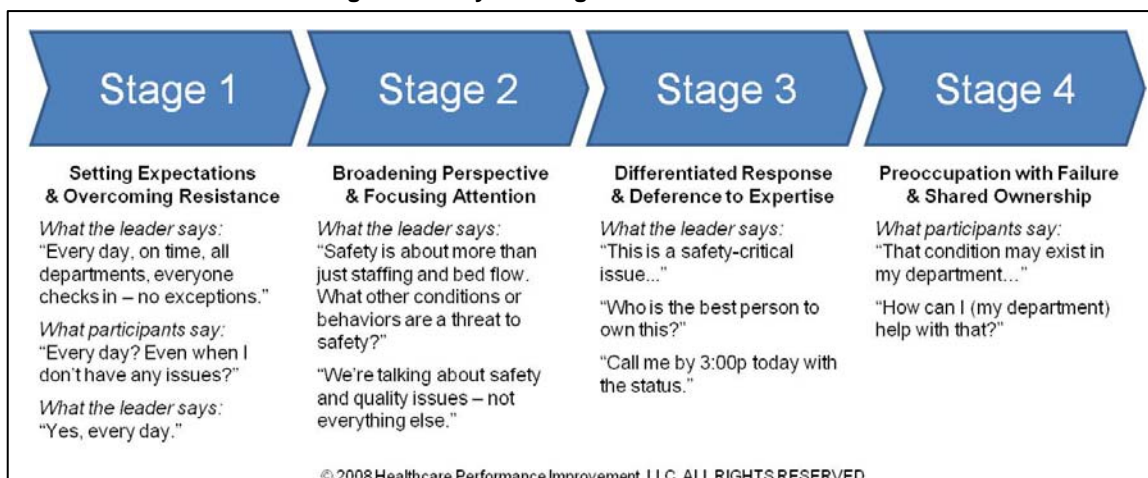 Stage 1
Stage 2
Stage 3
Stage 4
Setting Expectations
& Overcoming Resistance
What the leader says:
“Every day, on time, all
departments, everyone
checks in – no exceptions.”
What participants say:
“Every day? Even when I
don’t have any issues?”
What the leader says:
“Yes, every day.”
Broadening Perspective
& Focusing Attention
What the leader says:
“Safety is about more than
just staffing and bed flow.
What other conditions or
behaviors are a threat to
safety?”
“We’re talking about safety
and quality issues – not
everything else.”
Differentiated Response
& Deference to Expertise
What the leader says:
“This is a safety-critical
issue...”
“Who is the best person to
own this?”
“Call me by 3:00p today with
the status.”
Preoccupation with Failure
& Shared Ownership
What participants say:
“That condition may exist in
my department…”
“How can I (my department)
help with that?”
© 2008 Healthcare Performance Improvement, LLC. ALL RIGHTS RESERVED.